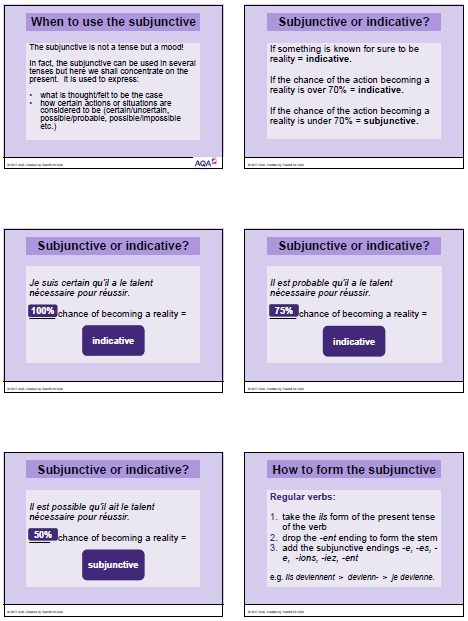 When to use the subjunctive
The subjunctive is not a tense but a mood!
In fact, the subjunctive can be used in several
tenses but here we shall concentrate on the
present. It is used to express:
• what is thought/felt to be the case
• how certain actions or situations are
considered to be (certain/uncertain,
possible/probable, possible/impossible
etc.)
AQA
Subjunctive or indicative?
If something is known for sure to be
reality = indicative.
If the chance of the action becoming a
reality is over 70% = indicative.
If the chance of the action becoming a
reality is under 70% = subjunctive.
Subjunctive or indicative?
Je suis certain qu'il a le talent
nécessaire pour réussir.
100% chance of becoming a reality =
indicative
Subjunctive or indicative?
Il est probable qu'il a le talent
nécessaire pour réussir.
75% chance of becoming a reality =
indicative
Subjunctive or indicative?
Il est possible qu'il ait le talent
nécessaire pour réussir.
50% chance of becoming a reality =
subjunctive
How to form the subjunctive
Regular verbs:
1. take the ils form of the present tense
of the verb
2. drop the -ent ending to form the stem
3. add the subjunctive endings -e, -es, -
e, -ions, -iez, -ent
e.g. ils deviennent > devienn- > je devienne.